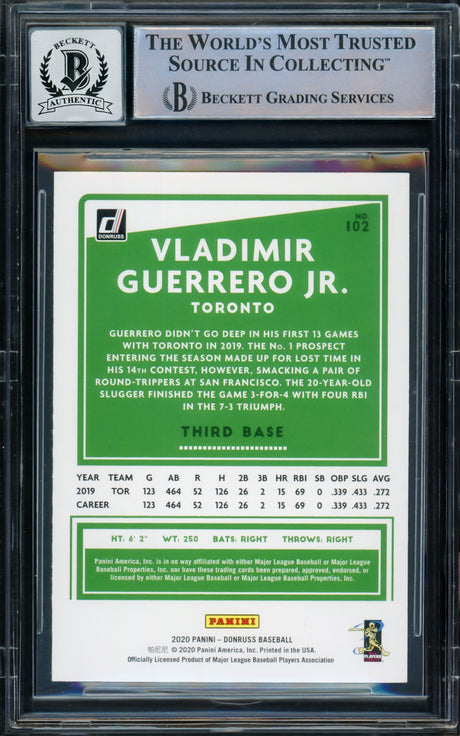 BECKETT
B
AUTHENTIC
THE WORLD'S MOST TRUSTED
SOURCE IN COLLECTING™
B BECKETT GRADING SERVICES
DONRUSS
NO.
102
VLADIMIR
GUERRERO JR.
TORONTO
GUERRERO DIDN'T GO DEEP IN HIS FIRST 13 GAMES
WITH TORONTO IN 2019. THE No. 1 PROSPECT
ENTERING THE SEASON MADE UP FOR LOST TIME IN
HIS 14TH CONTEST, HOWEVER, SMACKING A PAIR OF
ROUND-TRIPPERS AT SAN FRANCISCO. THE 20-YEAR-OLD
SLUGGER FINISHED THE GAME 3-FOR-4 WITH FOUR RBI
IN THE 7-3 TRIUMPH.
THIRD BASE
YEAR TEAM G AB R H 2B 3B HR RBI SB OBP SLG AVG
2019 TOR 123 464 52 126 26 2 15 69 0 .339 .433 .272
CAREER 123 464 52 126 26 2 15 69 0 .339 .433 .272
HT: 6' 2" WT: 250 BATS: RIGHT THROWS: RIGHT
Panini America, Inc. is in no way affiliated with either Major League Baseball or Major League
Baseball Properties, Inc. nor have these trading cards been prepared, approved, endorsed, or
licensed by either Major League Baseball or Major League Baseball Properties, Inc.
PANINI
2020 PANINI – DONRUSS BASEBALL
帕尼尼 © 2020 Panini America, Inc. Printed in the USA.
Officially Licensed Product of Major League Baseball Players Association
PLAYERS